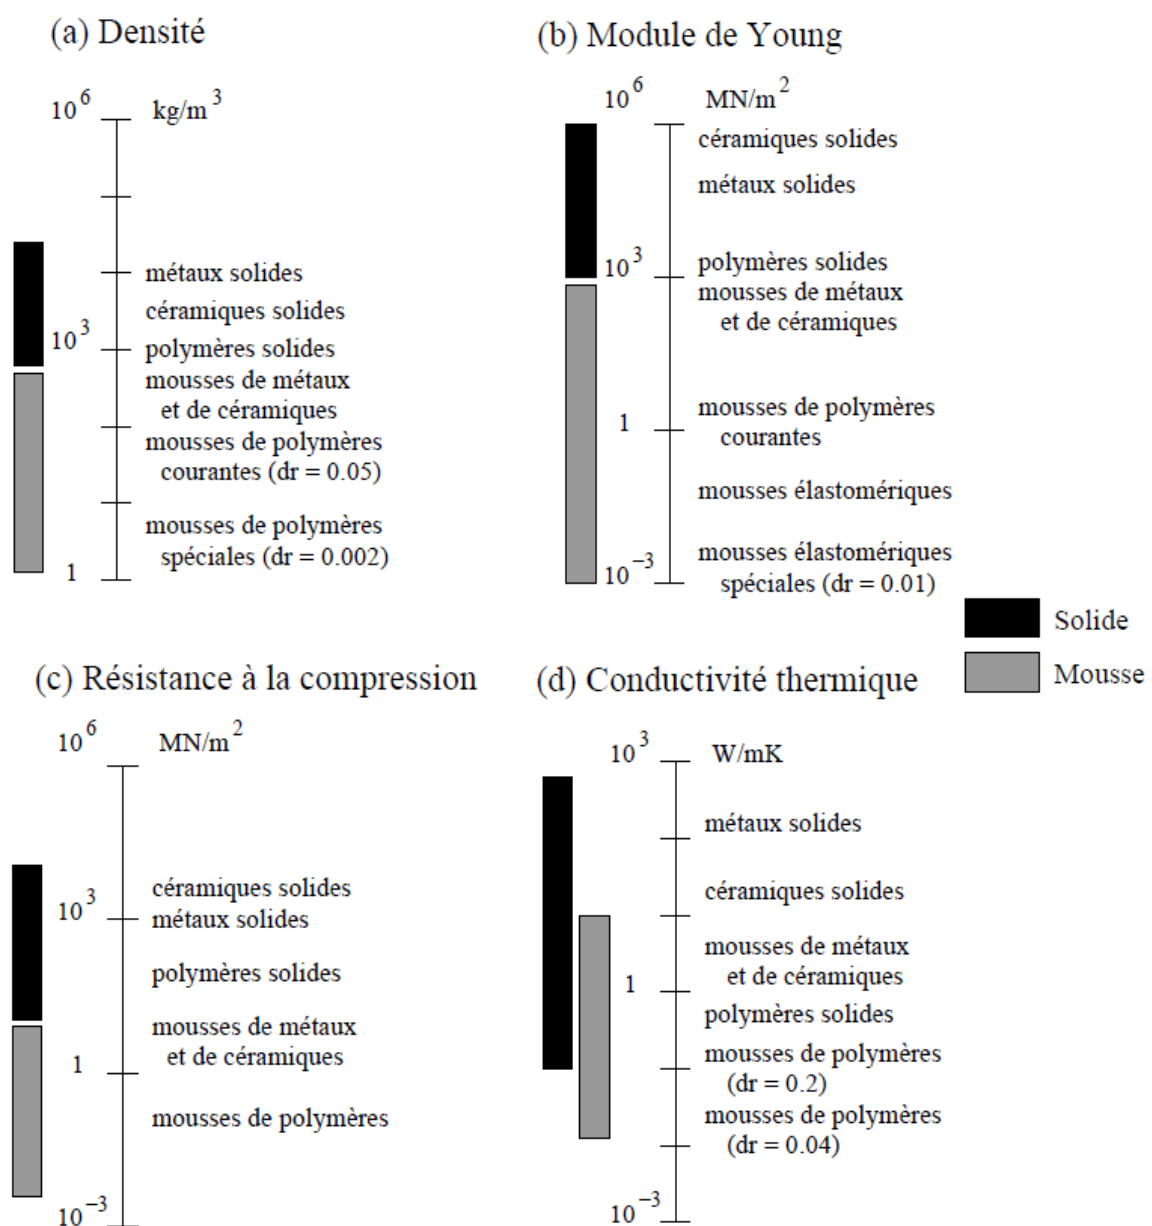 (a) Densité
10^6 kg/m^3
métaux solides
céramiques solides
10^3 polymères solides
mousses de métaux
et de céramiques
mousses de polymères
courantes (dr = 0.05)
mousses de polymères
spéciales (dr = 0.002)
1
(b) Module de Young
10^6 MN/m^2
céramiques solides
métaux solides
10^3 polymères solides
mousses de métaux
et de céramiques
1 mousses de polymères
courantes
mousses élastomériques
mousses élastomériques
10^−3 spéciales (dr = 0.01)
Solide
Mousse
(c) Résistance à la compression
10^6 MN/m^2
céramiques solides
10^3 métaux solides
polymères solides
mousses de métaux
et de céramiques
1
mousses de polymères
10^−3
(d) Conductivité thermique
10^3 W/mK
métaux solides
céramiques solides
mousses de métaux
et de céramiques
1
polymères solides
mousses de polymères
(dr = 0.2)
mousses de polymères
(dr = 0.04)
10^−3